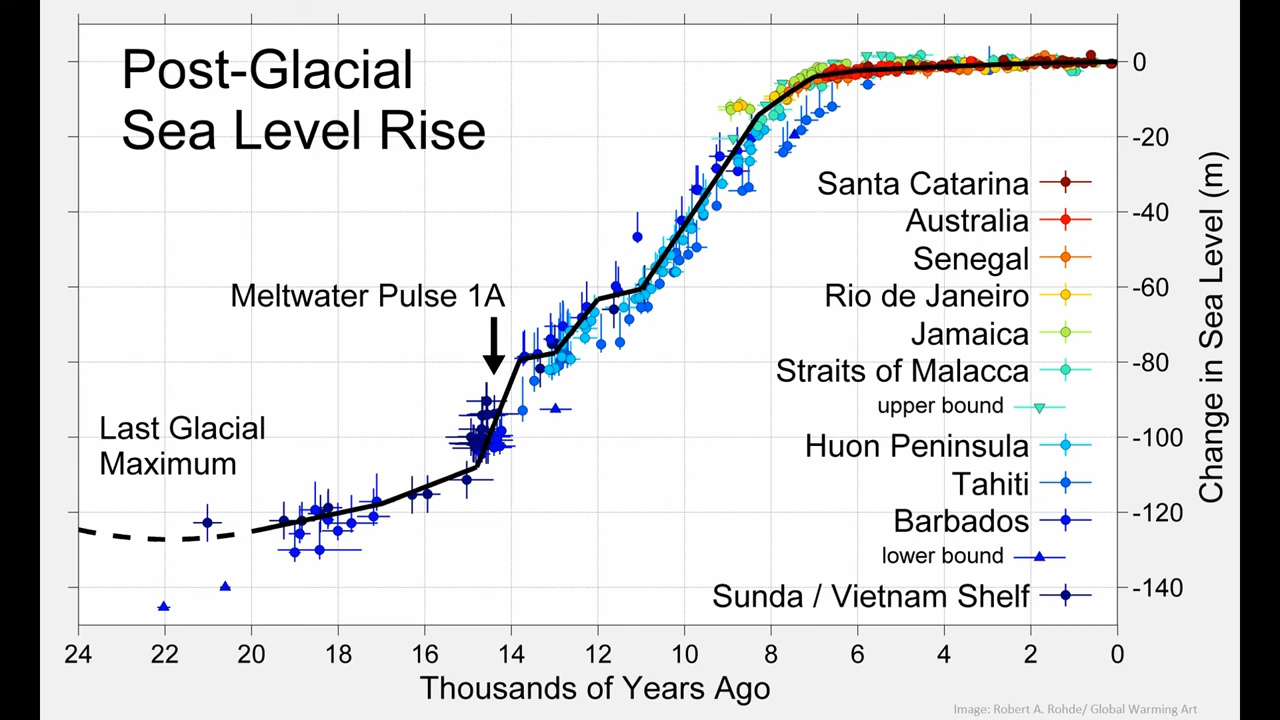 Post-Glacial
Sea Level Rise
Meltwater Pulse 1A
Last Glacial
Maximum
Santa Catarina
Australia
Senegal
Rio de Janeiro
Jamaica
Straits of Malacca
upper bound
Huon Peninsula
Tahiti
Barbados
lower bound
Sunda / Vietnam Shelf
0
-20
-40
-60
-80
-100
-120
-140
Change in Sea Level (m)
24 22 20 18 16 14 12 10 8 6 4 2 0
Thousands of Years Ago
Image: Robert A. Rohde/ Global Warming Art